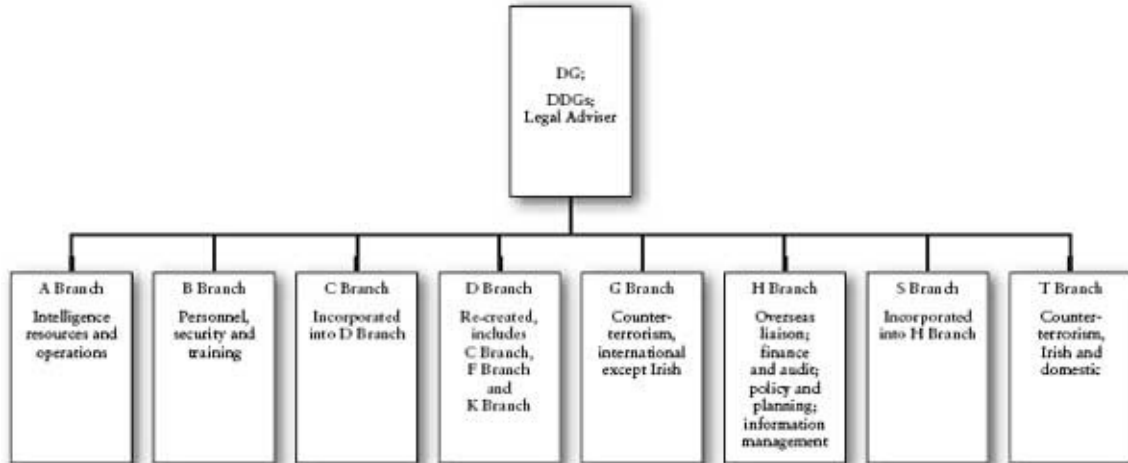 DG;
DDGs;
Legal Adviser
A Branch
Intelligence
resources and
operations
B Branch
Personnel,
security and
training
C Branch
Incorporated
into D Branch
D Branch
Re-created,
includes
C Branch,
F Branch
and
K Branch
G Branch
Counter-
terrorism,
international
except Irish
H Branch
Overseas
liaison;
finance
and audit;
policy and
planning;
information
management
S Branch
Incorporated
into H Branch
T Branch
Counter-
terrorism,
Irish and
domestic